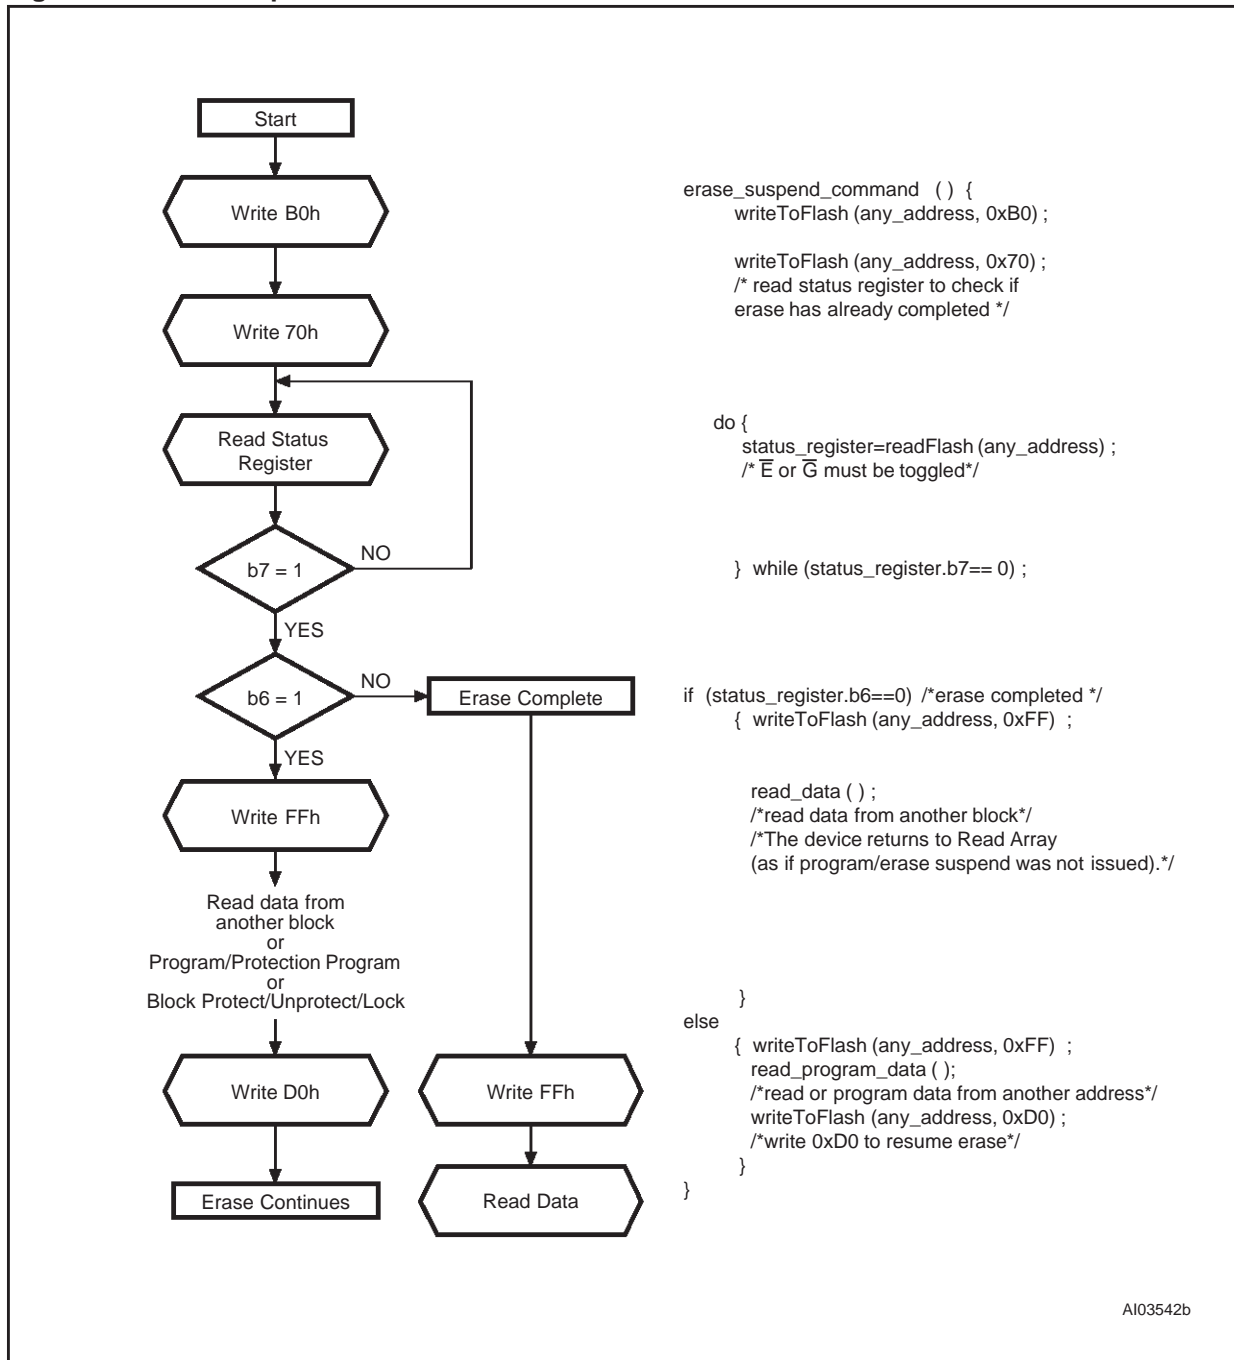 Start
Write B0h
Write 70h
Read Status
Register
b7 = 1
NO
YES
b6 = 1
NO
Erase Complete
YES
Write FFh
Read data from
another block
or
Program/Protection Program
or
Block Protect/Unprotect/Lock
Write D0h
Write FFh
Erase Continues
Read Data
erase_suspend_command ( ) {
writeToFlash (any_address, 0xB0) ;
writeToFlash (any_address, 0x70) ;
/* read status register to check if
erase has already completed */
do {
status_register=readFlash (any_address) ;
/* E̅ or G̅ must be toggled*/
} while (status_register.b7== 0) ;
if (status_register.b6==0) /*erase completed */
{ writeToFlash (any_address, 0xFF) ;
read_data ( ) ;
/*read data from another block*/
/*The device returns to Read Array
(as if program/erase suspend was not issued).*/
}
else
{ writeToFlash (any_address, 0xFF) ;
read_program_data ( );
/*read or program data from another address*/
writeToFlash (any_address, 0xD0) ;
/*write 0xD0 to resume erase*/
}
}
AI03542b